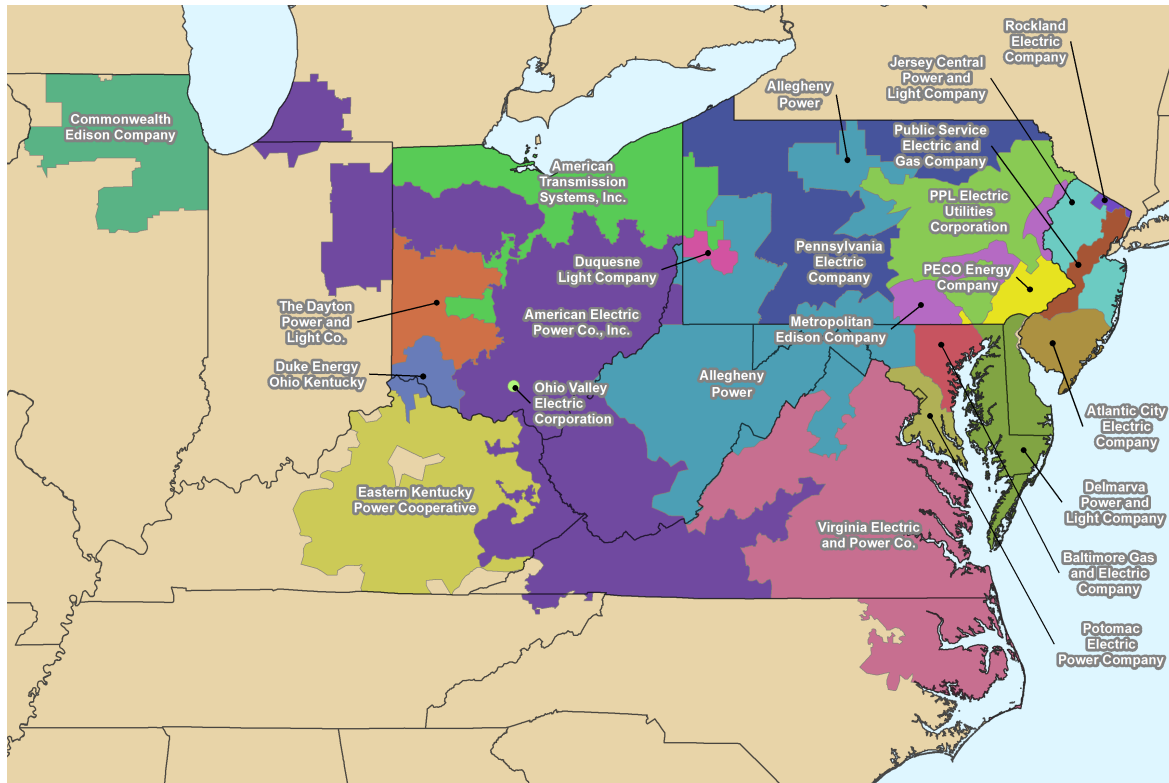 Rockland
Electric
Company
Jersey Central
Power and
Light Company
Allegheny
Power
Commonwealth
Edison Company
Public Service
Electric and
Gas Company
American
Transmission
Systems, Inc.
PPL Electric
Utilities
Corporation
Duquesne
Light Company
Pennsylvania
Electric
Company
PECO Energy
Company
The Dayton
Power and
Light Co.
American Electric
Power Co., Inc.
Metropolitan
Edison Company
Duke Energy
Ohio Kentucky
Ohio Valley
Electric
Corporation
Allegheny
Power
Atlantic City
Electric
Company
Eastern Kentucky
Power Cooperative
Delmarva
Power and
Light Company
Virginia Electric
and Power Co.
Baltimore Gas
and Electric
Company
Potomac
Electric
Power Company